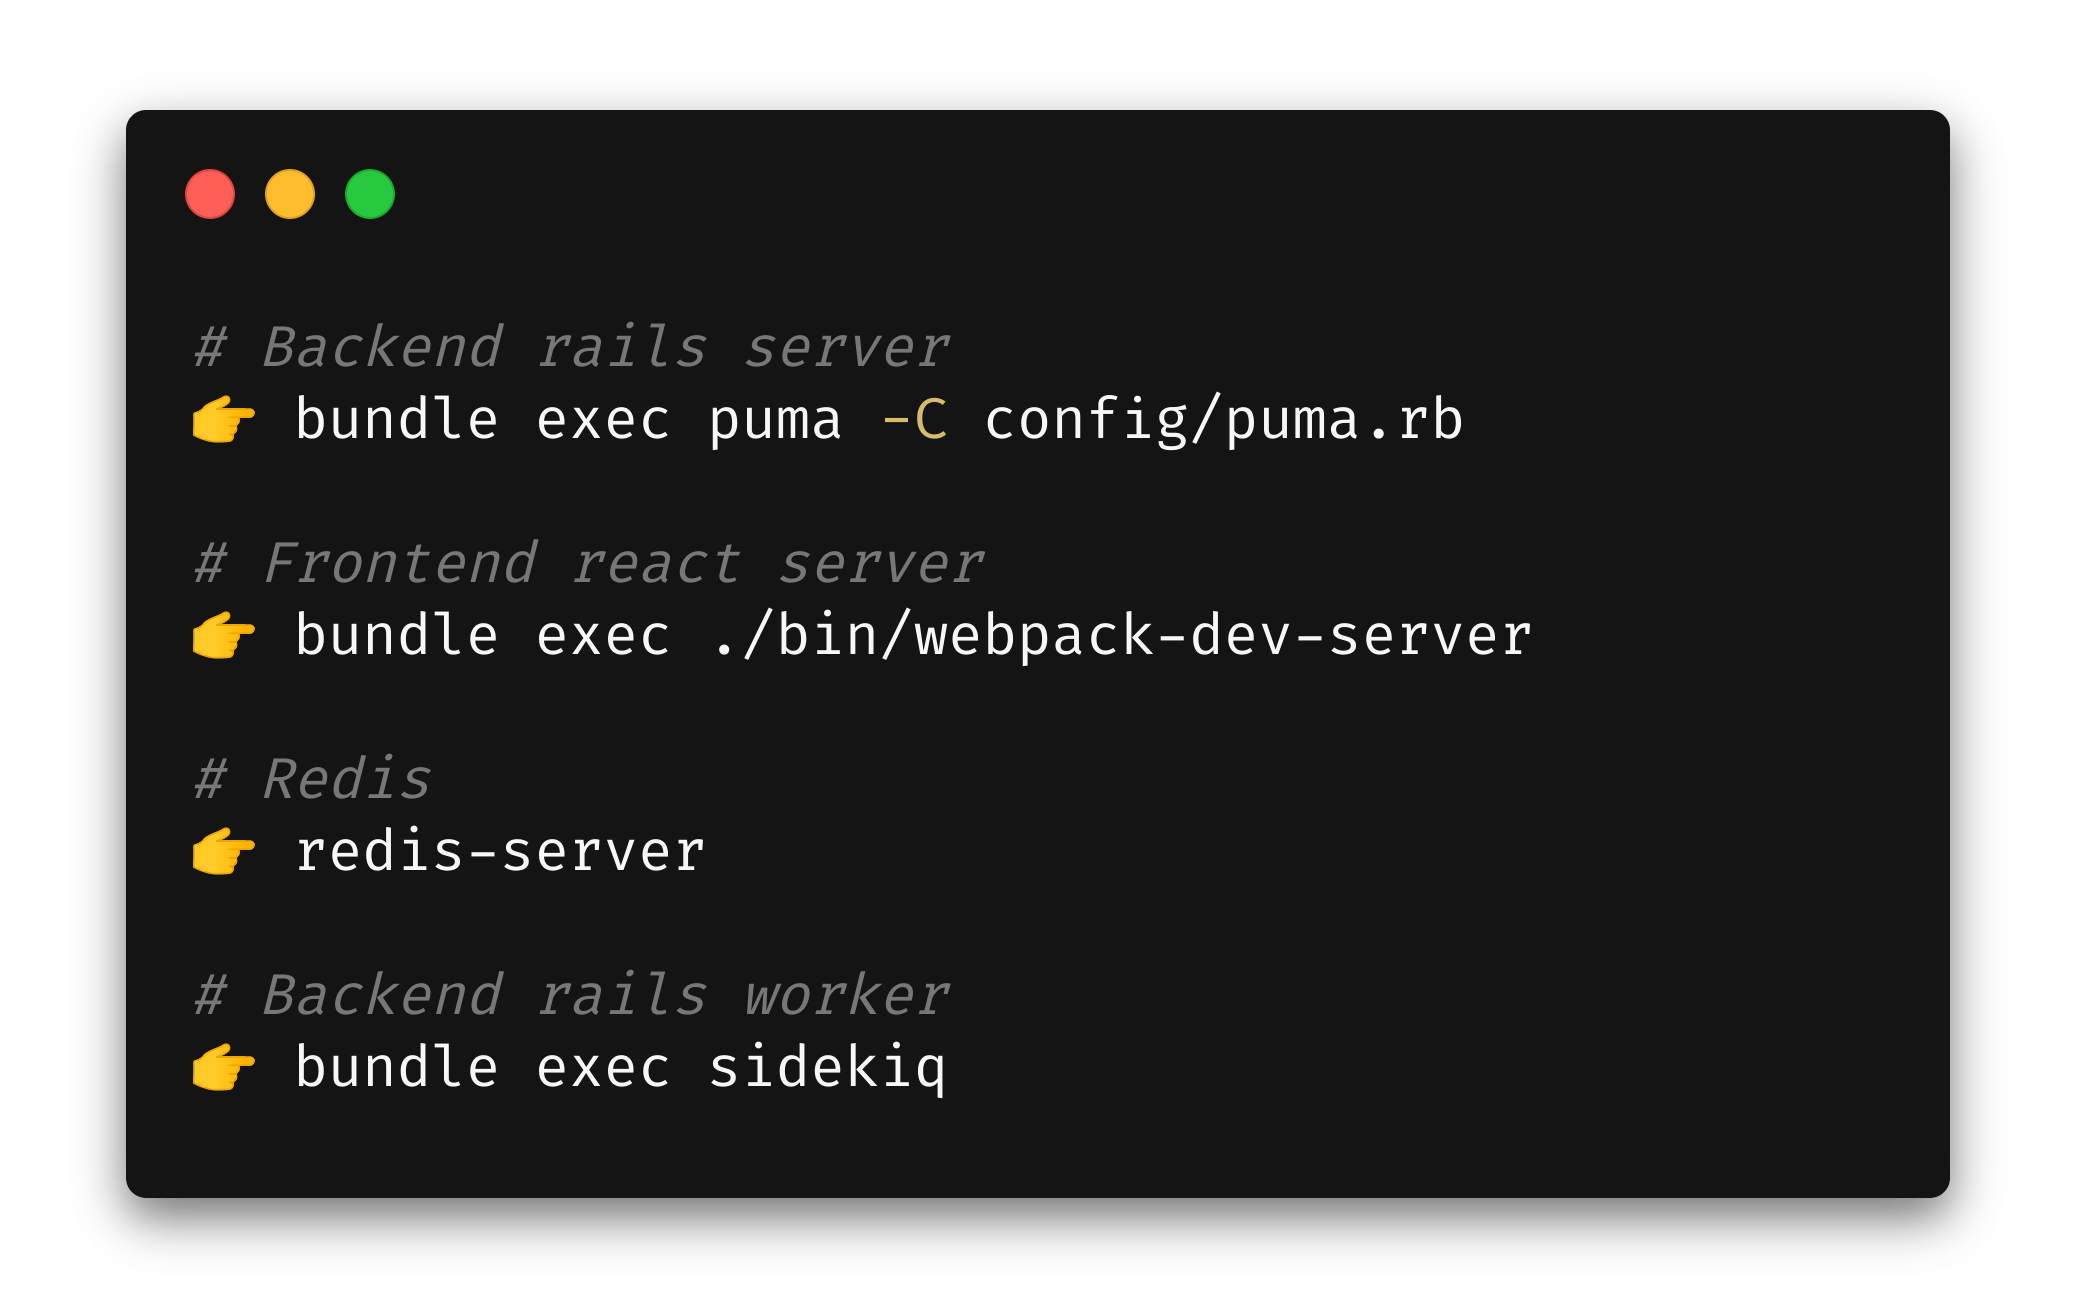 # Backend rails server
👉 bundle exec puma -C config/puma.rb
# Frontend react server
👉 bundle exec ./bin/webpack-dev-server
# Redis
👉 redis-server
# Backend rails worker
👉 bundle exec sidekiq